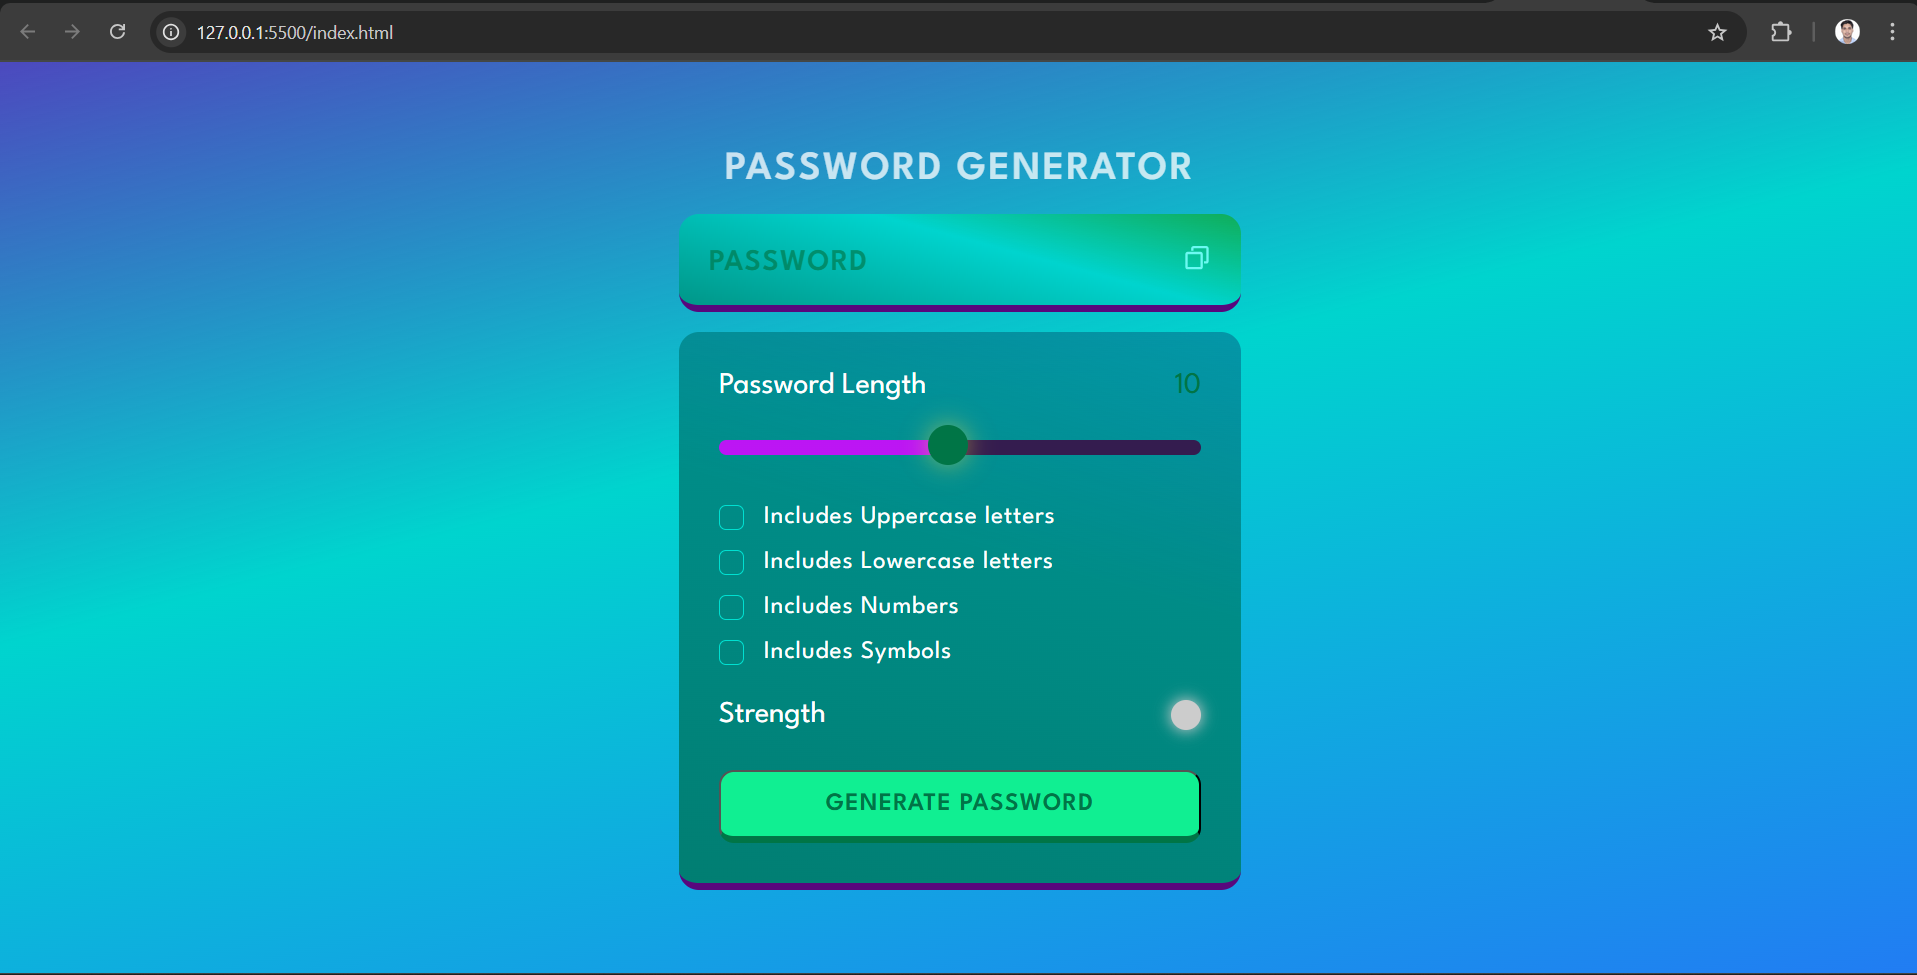 127.0.0.1:5500/index.html
PASSWORD GENERATOR
PASSWORD
Password Length 10
Includes Uppercase letters
Includes Lowercase letters
Includes Numbers
Includes Symbols
Strength
GENERATE PASSWORD